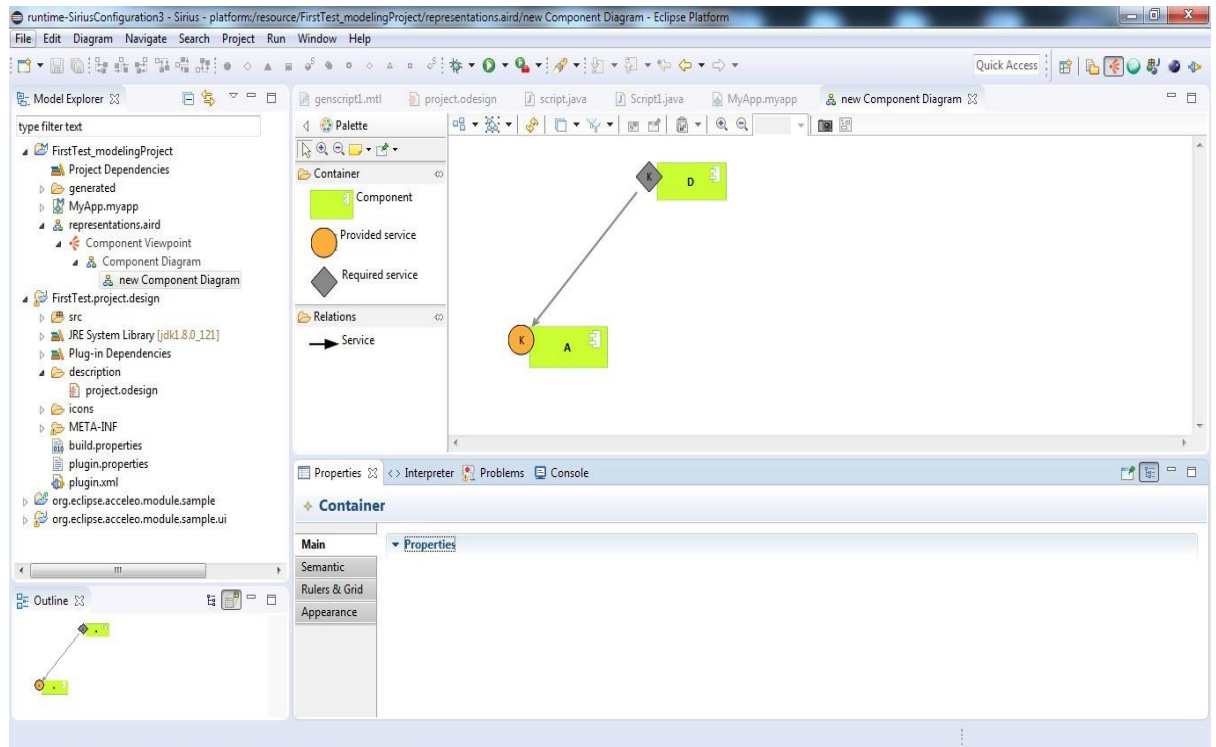 runtime-SiriusConfiguration3 - Sirius - platform:/resource/FirstTest_modelingProject/representations.aird/new Component Diagram - Eclipse Platform
File Edit Diagram Navigate Search Project Run Window Help
Quick Access
Model Explorer
type filter text
FirstTest_modelingProject
Project Dependencies
generated
MyApp.myapp
representations.aird
Component Viewpoint
Component Diagram
new Component Diagram
FirstTest.project.design
src
JRE System Library [jdk1.8.0_121]
Plug-in Dependencies
description
project.odesign
icons
META-INF
build.properties
plugin.properties
plugin.xml
org.eclipse.acceleo.module.sample
org.eclipse.acceleo.module.sample.ui
Outline
genscript1.mtl project.odesign script.java Script1.java MyApp.myapp new Component Diagram
Palette
Container
Component
Provided service
Required service
Relations
Service
K D
K A
Properties Interpreter Problems Console
Container
Main
Semantic
Rulers & Grid
Appearance
Properties